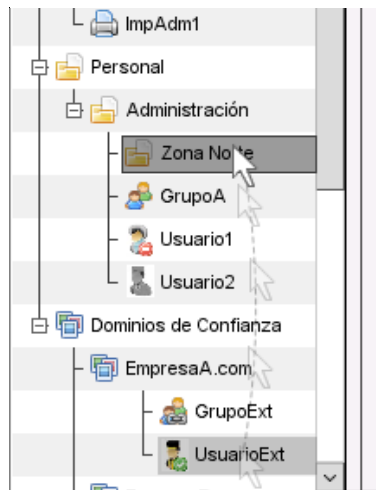 ImpAdm1
Personal
Administración
Zona Norte
GrupoA
Usuario1
Usuario2
Dominios de Confianza
EmpresaA.com
GrupoExt
UsuarioExt